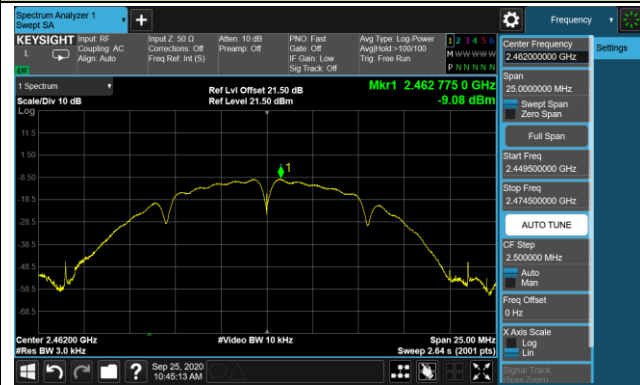 Spectrum Analyzer 1
Swept SA
Frequency
KEYSIGHT
L
LXI
Input: RF
Coupling: AC
Align: Auto
Input Z: 50 Ω
Corrections: Off
Freq Ref: Int (S)
Atten: 10 dB
Preamp: Off
PNO: Fast
Gate: Off
IF Gain: Low
Sig Track: Off
Avg Type: Log-Power
Avg|Hold:>100/100
Trig: Free Run
1 2 3 4 5 6
M W W W W W
P N N N N N
1 Spectrum
Scale/Div 10 dB
Log
Ref Lvl Offset 21.50 dB
Ref Level 21.50 dBm
Mkr1 2.462 775 0 GHz
-9.08 dBm
11.5
1.50
-8.50
-18.5
-28.5
-38.5
-48.5
-58.5
-68.5
1
Center 2.46200 GHz
#Res BW 3.0 kHz
#Video BW 10 kHz
Span 25.00 MHz
Sweep 2.64 s (2001 pts)
Sep 25, 2020
10:45:13 AM
Center Frequency
2.462000000 GHz
Settings
Span
25.0000000 MHz
Swept Span
Zero Span
Full Span
Start Freq
2.449500000 GHz
Stop Freq
2.474500000 GHz
AUTO TUNE
CF Step
2.500000 MHz
Auto
Man
Freq Offset
0 Hz
X Axis Scale
Log
Lin
Signal Track
(Span Zoom)